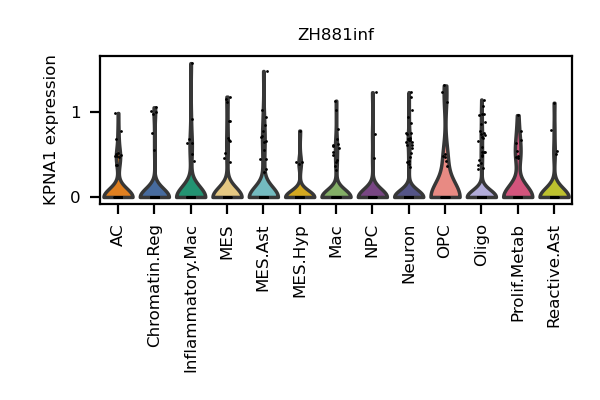 ZH881inf
KPNA1 expression
1
0
AC
Chromatin.Reg
Inflammatory.Mac
MES
MES.Ast
MES.Hyp
Mac
NPC
Neuron
OPC
Oligo
Prolif.Metab
Reactive.Ast